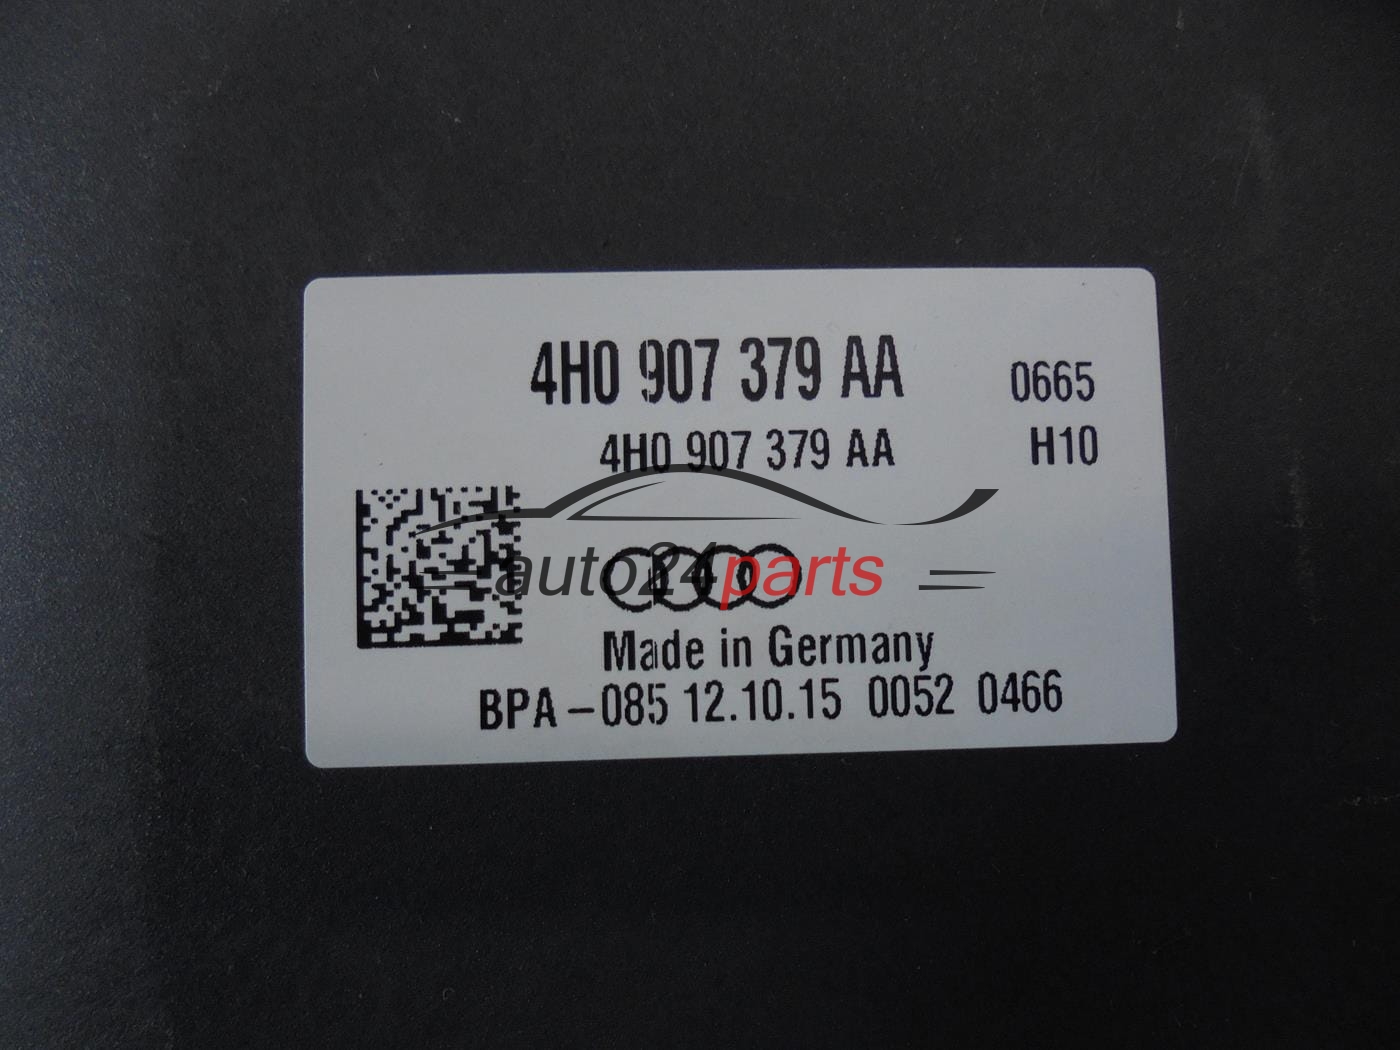 4H0 907 379 AA 0665
4H0 907 379 AA H10
auto24parts
Made in Germany
BPA-085 12.10.15 0052 0466